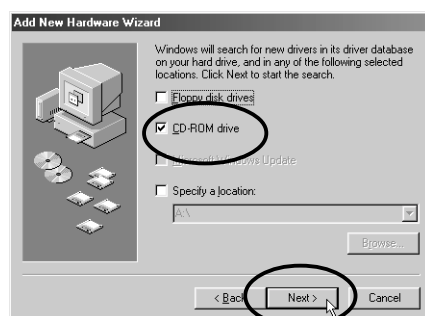 Add New Hardware Wizard
Windows will search for new drivers in its driver database
on your hard drive, and in any of the following selected
locations. Click Next to start the search.
Floppy disk drives
CD-ROM drive
Microsoft Windows Update
Specify a location:
A:\
Browse...
< Back
Next >
Cancel